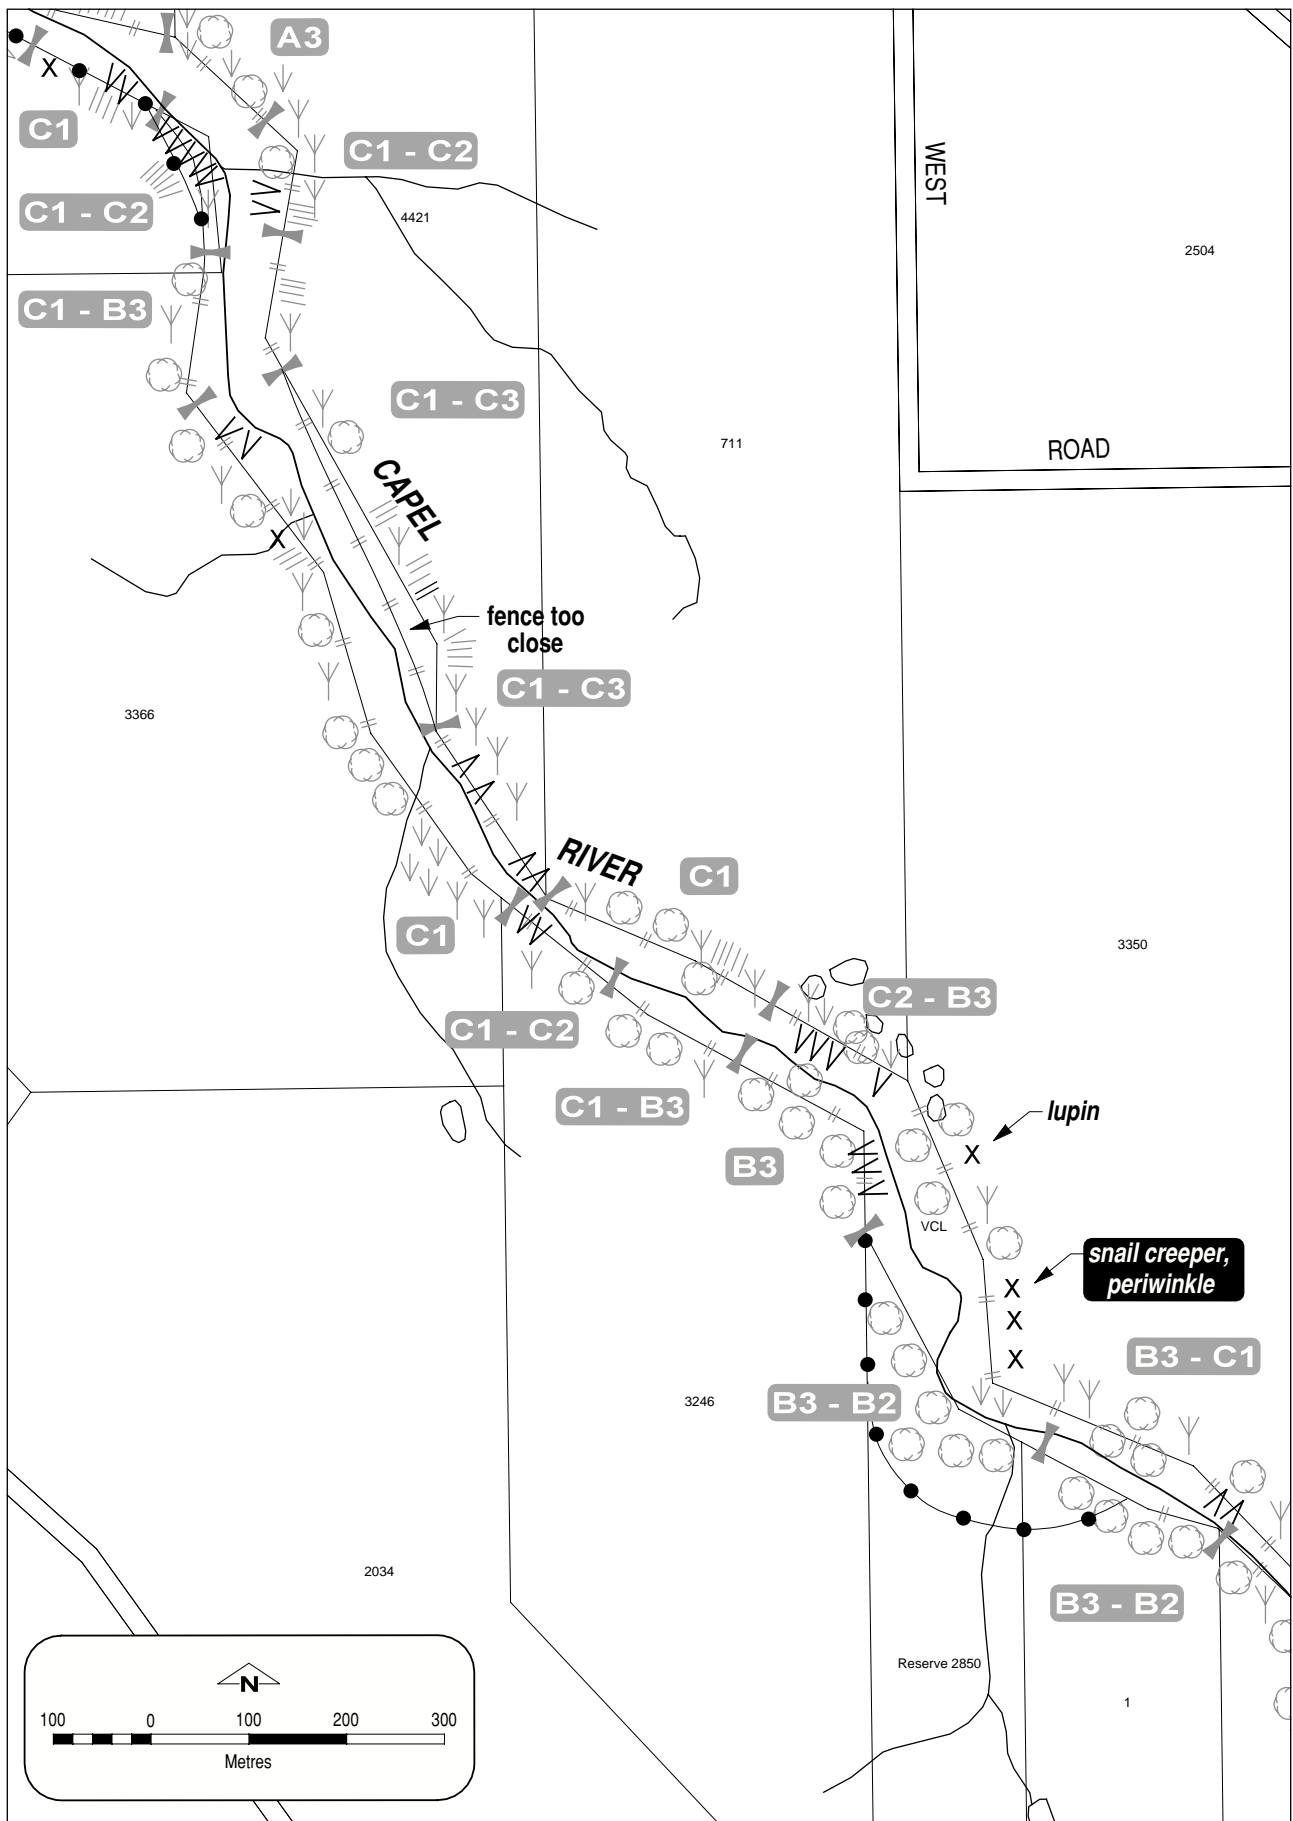 A3
X
C1
C1 - C2
WEST
C1 - C2
4421
2504
C1 - B3
C1 - C3
711
ROAD
CAPEL
X
fence too
close
C1 - C3
3366
RIVER
C1
C1
3350
C2 - B3
C1 - C2
C1 - B3
lupin
B3
X
VCL
snail creeper,
periwinkle
X
X
X
B3 - C1
3246
B3 - B2
2034
B3 - B2
Reserve 2850
1
N
100 0 100 200 300
Metres